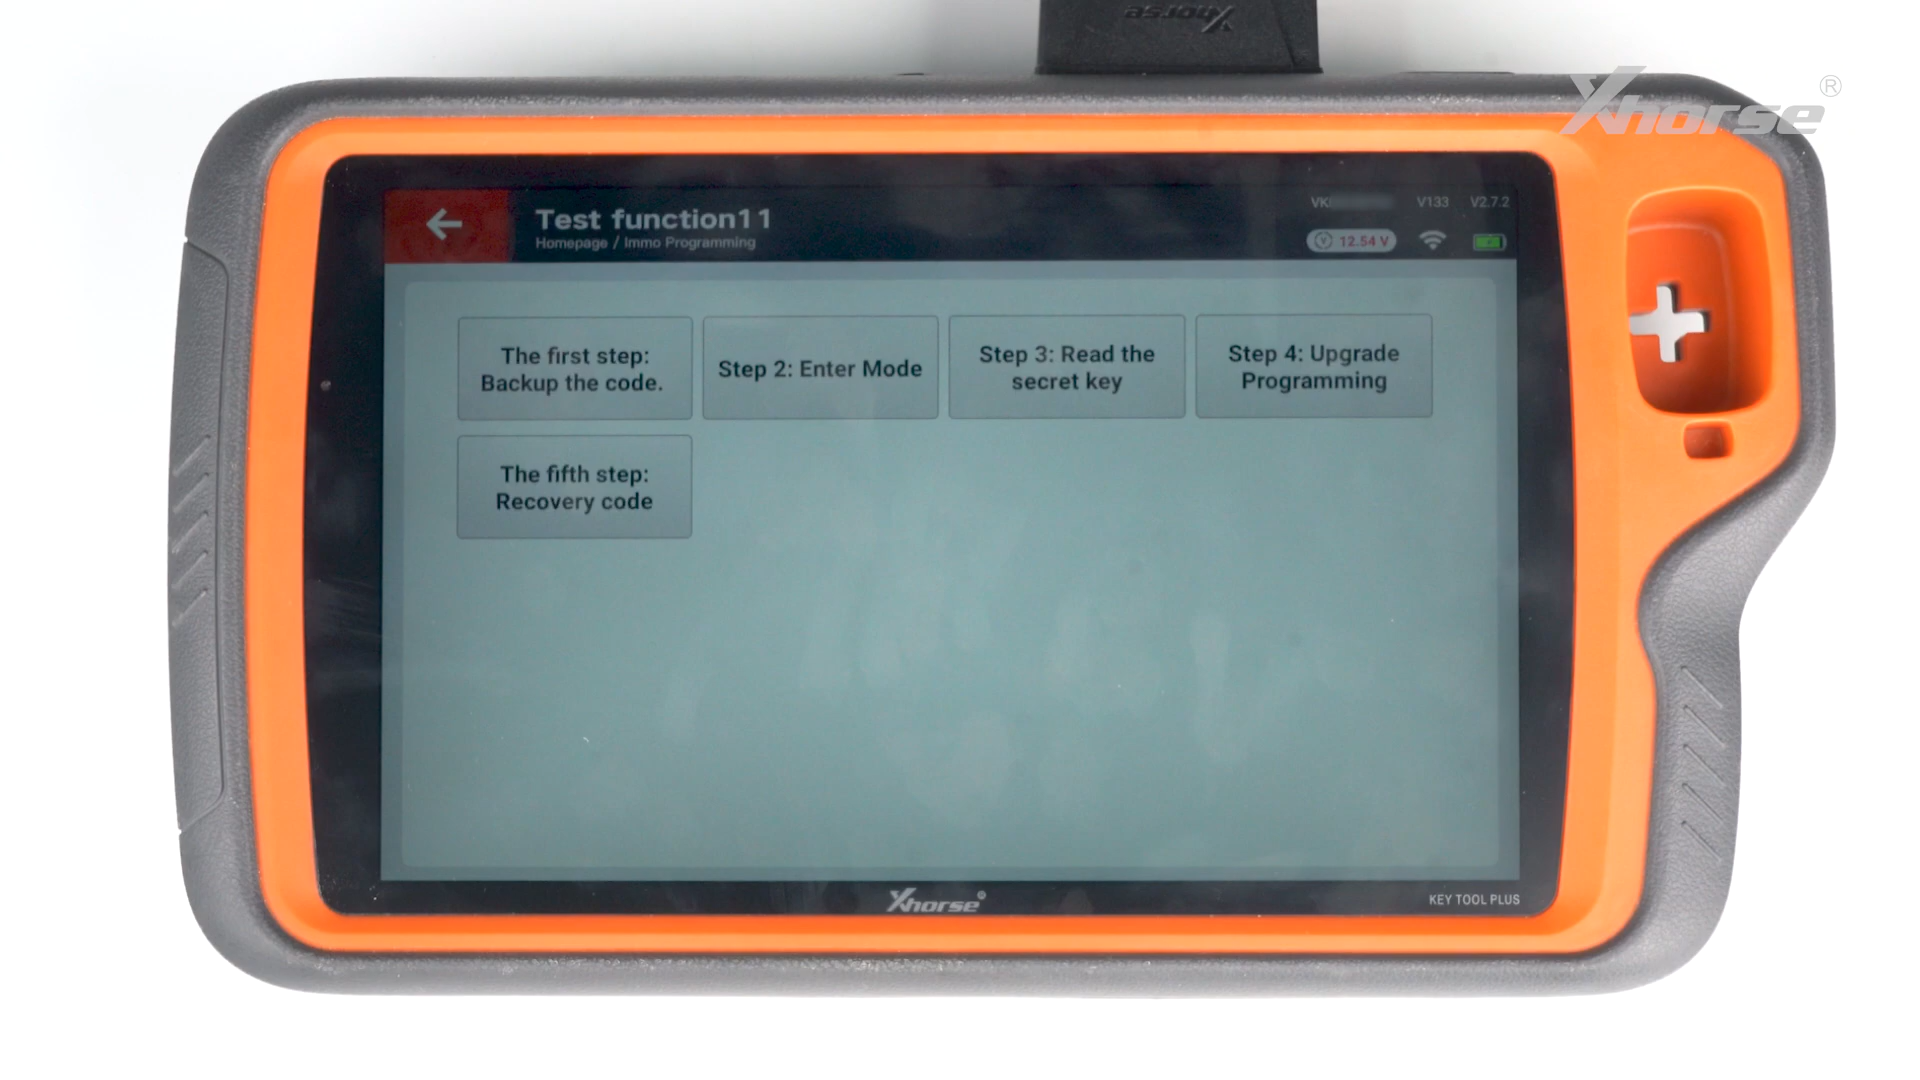 Xhorse
Xhorse®
Test function11
Homepage / Immo Programming
VK
V133
V2.7.2
12.54 V
The first step:
Backup the code.
Step 2: Enter Mode
Step 3: Read the
secret key
Step 4: Upgrade
Programming
The fifth step:
Recovery code
Xhorse®
KEY TOOL PLUS